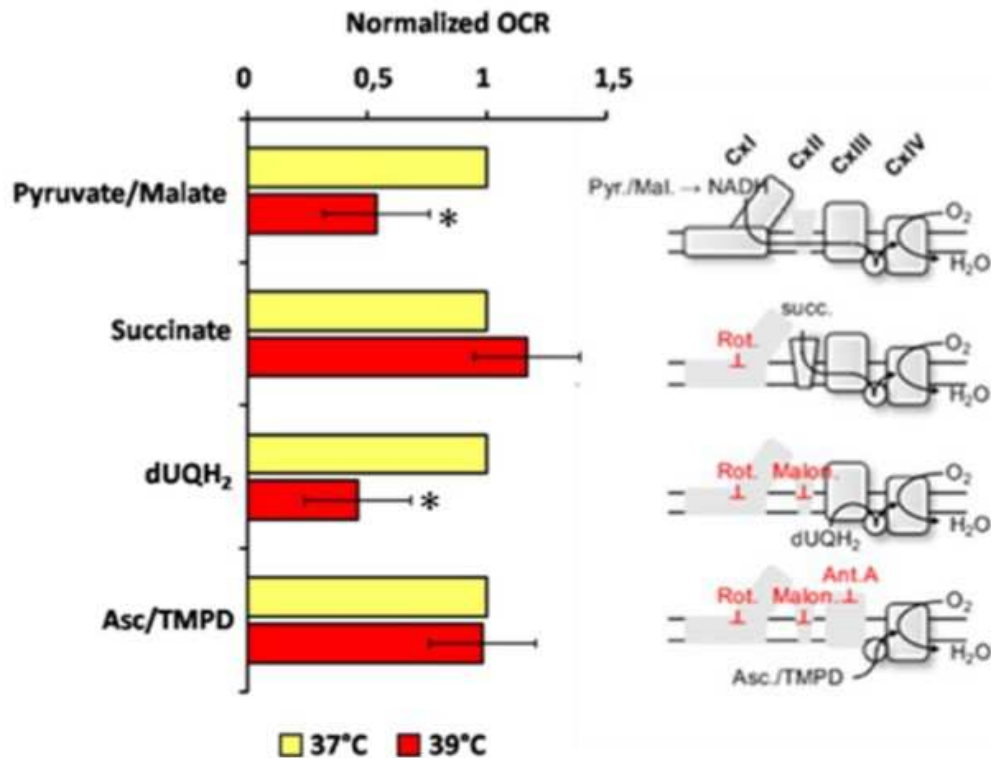 Normalized OCR
0 0,5 1 1,5
Pyruvate/Malate
*
Succinate
dUQH₂
*
Asc/TMPD
37°C 39°C
CxI CxII CxIII CxIV
Pyr./Mal. → NADH
O₂
H₂O
succ.
Rot.
O₂
H₂O
Rot. Malon.
O₂
H₂O
dUQH₂
Ant.A
Rot. Malon.
O₂
H₂O
Asc./TMPD